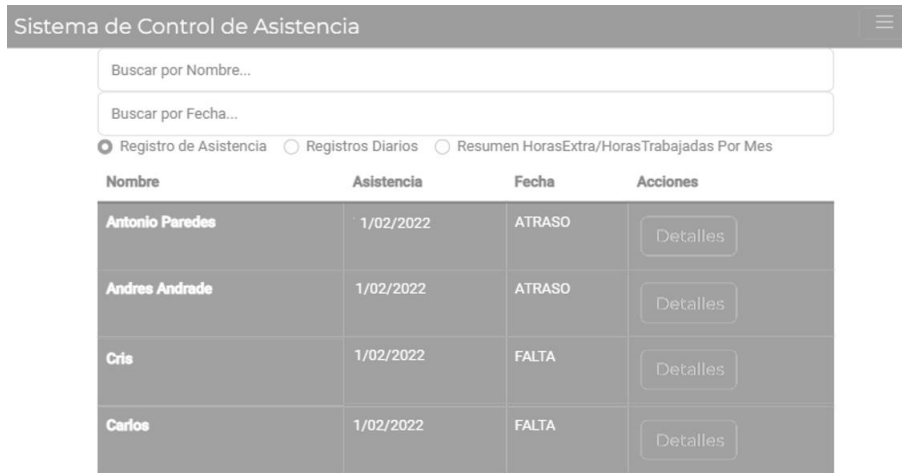 Sistema de Control de Asistencia
Buscar por Nombre...
Buscar por Fecha...
Registro de Asistencia Registros Diarios Resumen HorasExtra/HorasTrabajadas Por Mes
Nombre Asistencia Fecha Acciones
Antonio Paredes 1/02/2022 ATRASO Detalles
Andres Andrade 1/02/2022 ATRASO Detalles
Cris 1/02/2022 FALTA Detalles
Carlos 1/02/2022 FALTA Detalles